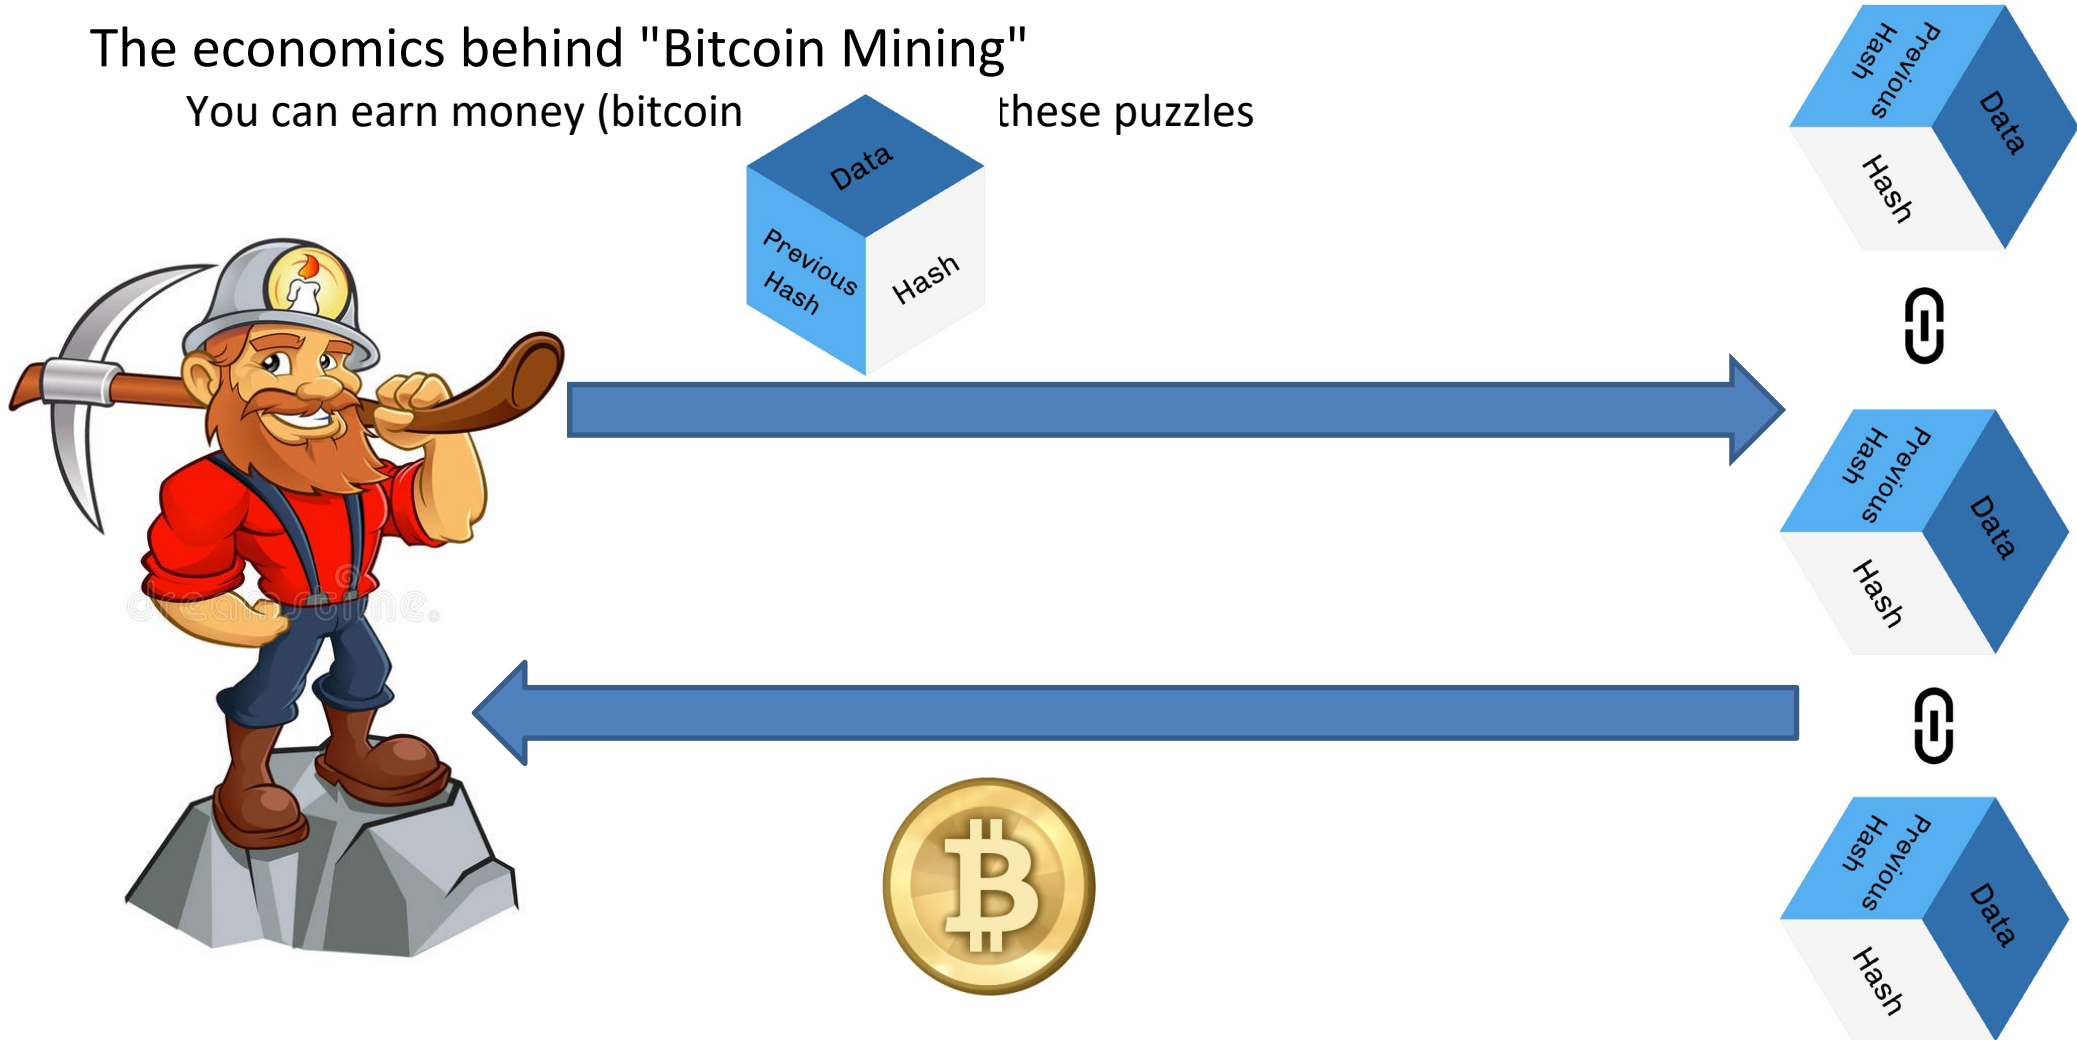 The economics behind "Bitcoin Mining"
You can earn money (bitcoin these puzzles
Data
Previous
Hash
Hash
Previous
Hash
Data
Hash
Previous
Hash
Data
Hash
Previous
Hash
Data
Hash
dreamstime.